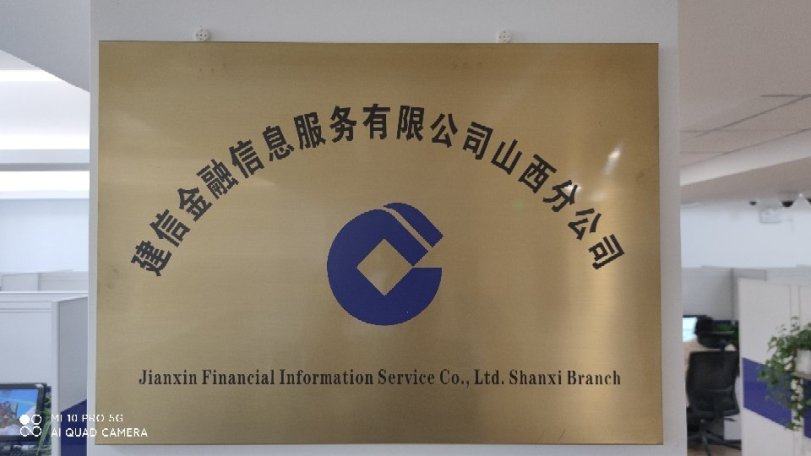 建信金融信息服务有限公司山西分公司
Jianxin Financial Information Service Co., Ltd. Shanxi Branch
MI 10 PRO 5G
AI QUAD CAMERA